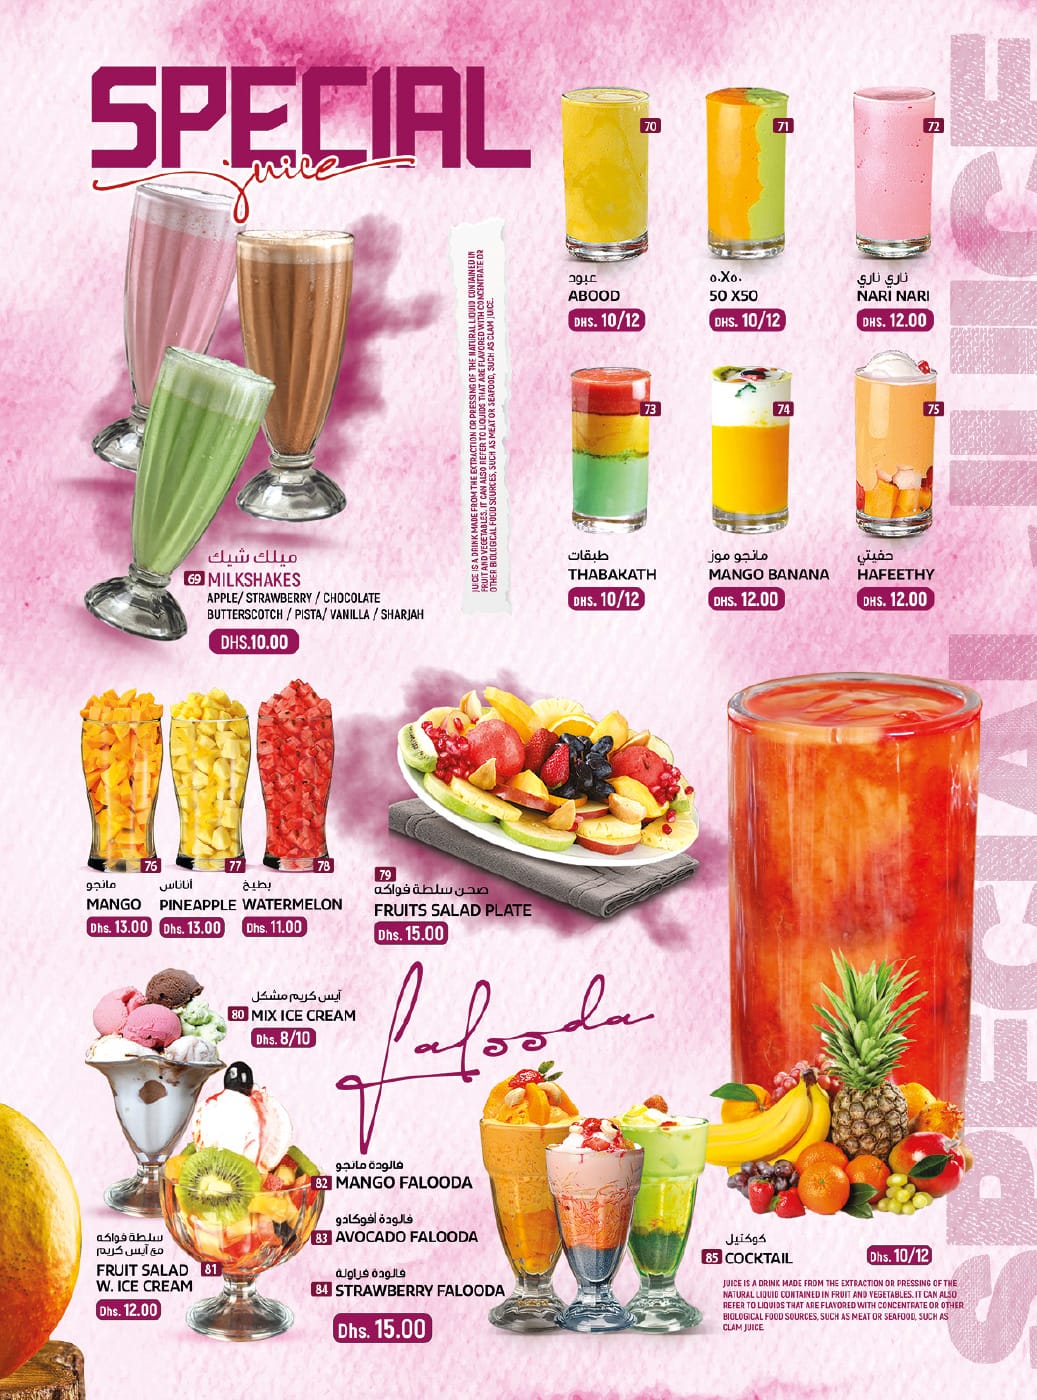 SPECIAL
juice
JUICE IS A DRINK MADE FROM THE EXTRACTION OR PRESSING OF THE NATURAL LIQUID CONTAINED IN
FRUIT AND VEGETABLES. IT CAN ALSO REFER TO LIQUIDS THAT ARE FLAVORED WITH CONCENTRATE OR
OTHER BIOLOGICAL FOOD SOURCES, SUCH AS MEAT OR SEAFOOD, SUCH AS CLAM JUICE.
70
عبود
ABOOD
DHS. 10/12
71
٥٠X٥٠
50 X50
DHS. 10/12
72
ناري ناري
NARI NARI
DHS. 12.00
73
طبقات
THABAKATH
DHS. 10/12
74
مانجو موز
MANGO BANANA
DHS. 12.00
75
حفيتي
HAFEETHY
DHS. 12.00
ميلك شيك
69 MILKSHAKES
APPLE/ STRAWBERRY / CHOCOLATE
BUTTERSCOTCH / PISTA/ VANILLA / SHARJAH
DHS.10.00
76
مانجو
MANGO
Dhs. 13.00
77
أناناس
PINEAPPLE
Dhs. 13.00
78
بطيخ
WATERMELON
Dhs. 11.00
79
صحن سلطة فواكه
FRUITS SALAD PLATE
Dhs. 15.00
آيس كريم مشكل
80 MIX ICE CREAM
Dhs. 8/10
Falooda
سلطة فواكه
مع آيس كريم
FRUIT SALAD 81
W. ICE CREAM
Dhs. 12.00
فالودة مانجو
82 MANGO FALOODA
فالودة أفوكادو
83 AVOCADO FALOODA
فالودة فراولة
84 STRAWBERRY FALOODA
Dhs. 15.00
كوكتيل
85 COCKTAIL
Dhs. 10/12
JUICE IS A DRINK MADE FROM THE EXTRACTION OR PRESSING OF THE
NATURAL LIQUID CONTAINED IN FRUIT AND VEGETABLES. IT CAN ALSO
REFER TO LIQUIDS THAT ARE FLAVORED WITH CONCENTRATE OR OTHER
BIOLOGICAL FOOD SOURCES, SUCH AS MEAT OR SEAFOOD, SUCH AS
CLAM JUICE.
SPECIAL JUICE